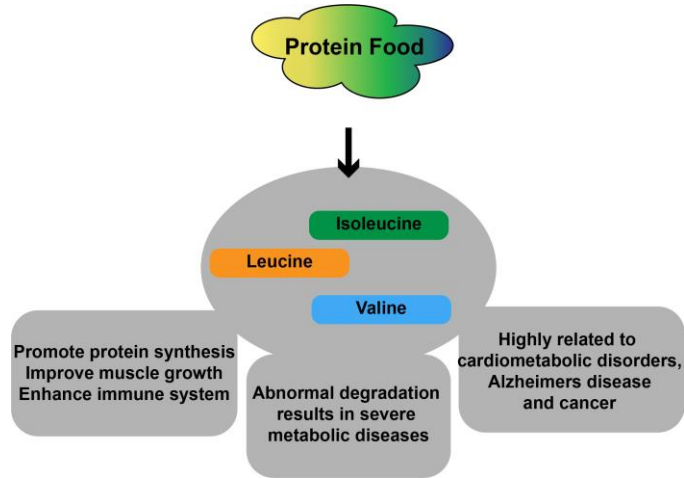 Protein Food
Isoleucine
Leucine
Valine
Promote protein synthesis
Improve muscle growth
Enhance immune system
Abnormal degradation
results in severe
metabolic diseases
Highly related to
cardiometabolic disorders,
Alzheimers disease
and cancer